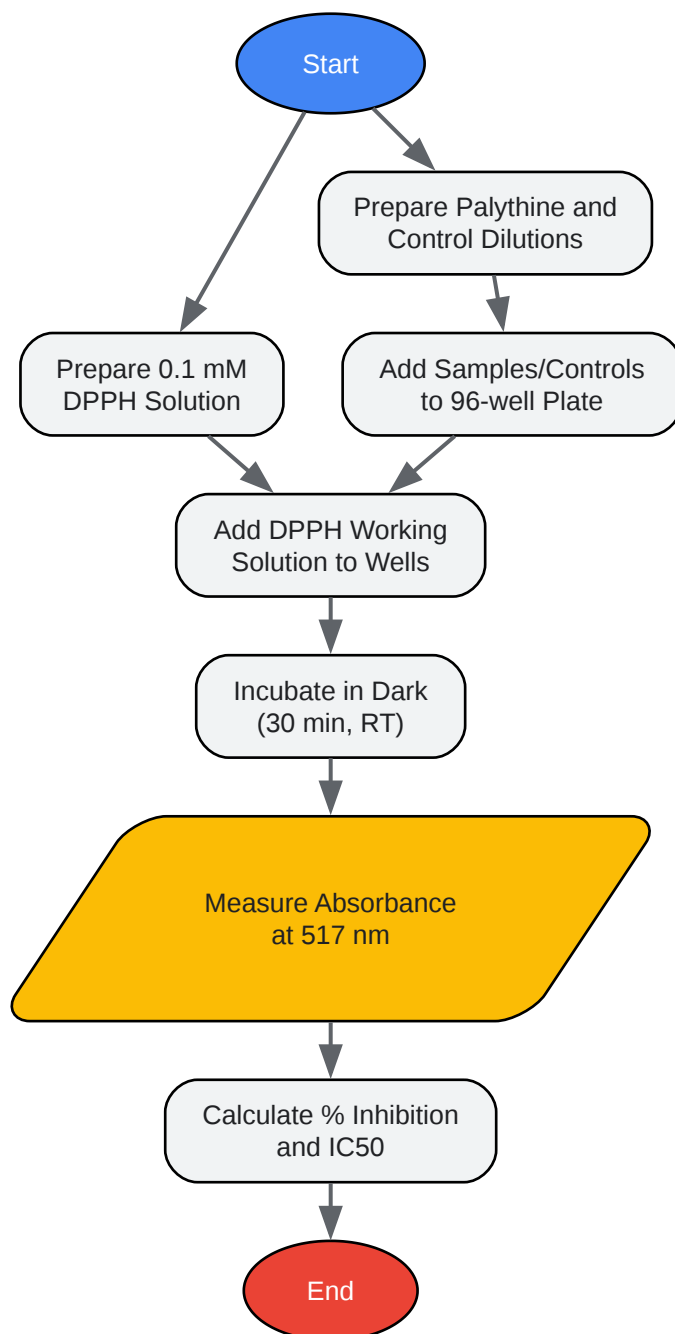 Start
Prepare Palythine and
Control Dilutions
Prepare 0.1 mM
DPPH Solution
Add Samples/Controls
to 96-well Plate
Add DPPH Working
Solution to Wells
Incubate in Dark
(30 min, RT)
Measure Absorbance
at 517 nm
Calculate % Inhibition
and IC50
End